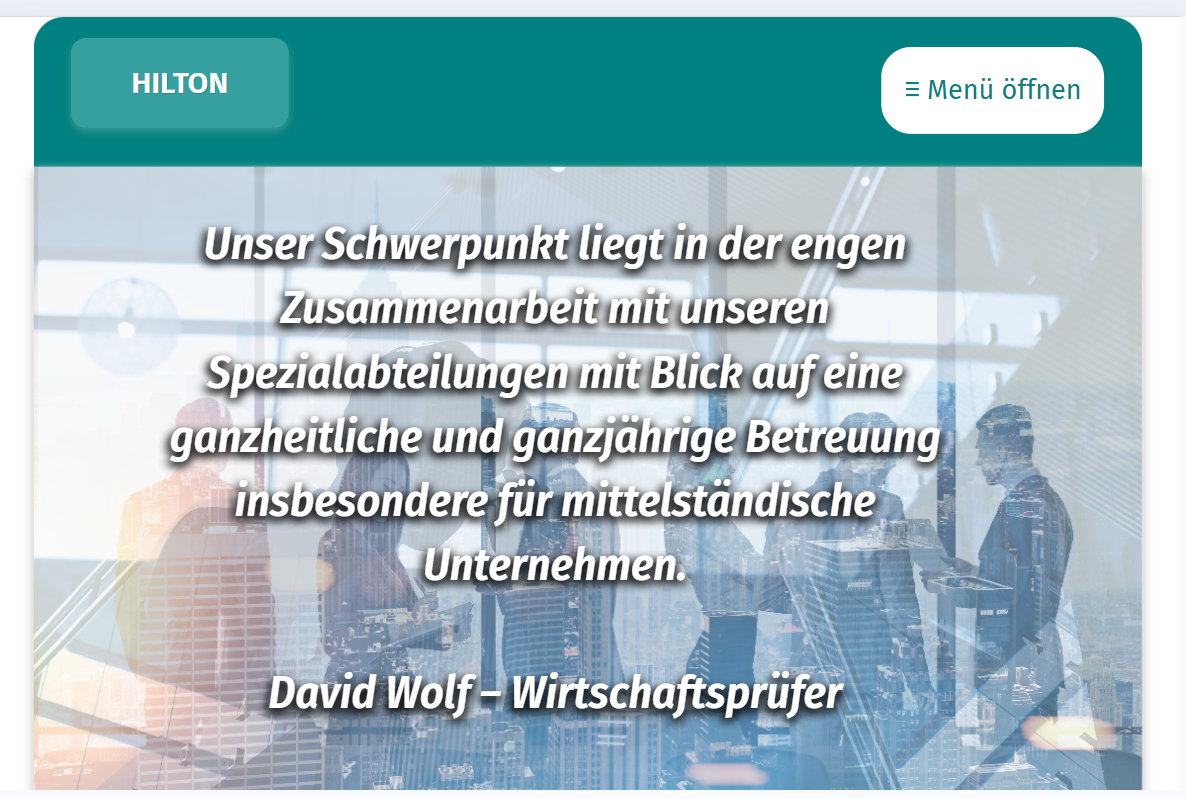 HILTON
☰ Menü öffnen
Unser Schwerpunkt liegt in der engen
Zusammenarbeit mit unseren
Spezialabteilungen mit Blick auf eine
ganzheitliche und ganzjährige Betreuung
insbesondere für mittelständische
Unternehmen.
David Wolf – Wirtschaftsprüfer